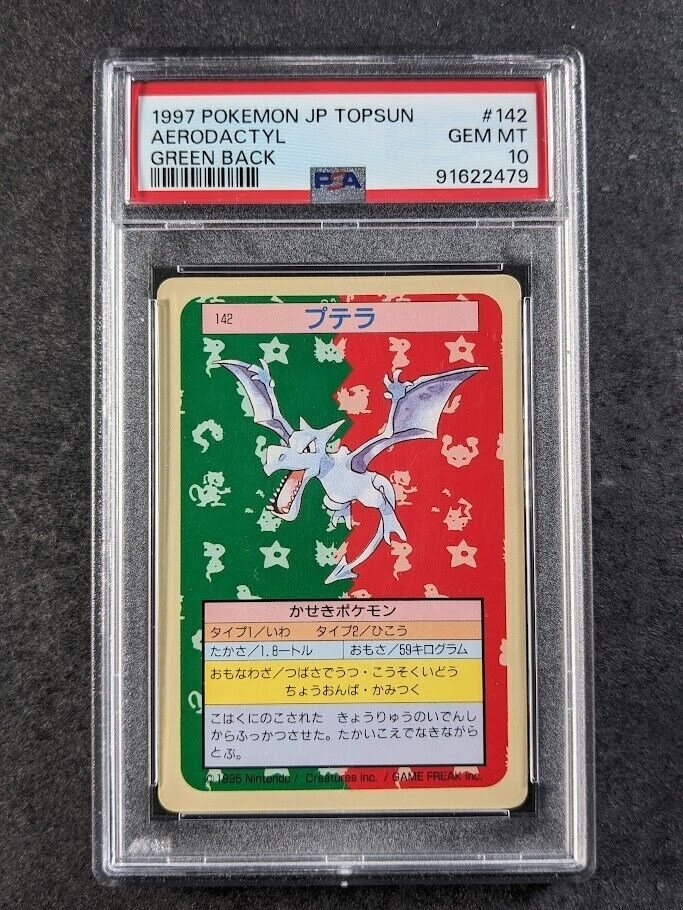 1997 POKEMON JP TOPSUN #142
AERODACTYL GEM MT
GREEN BACK 10
PSA 91622479
142 プテラ
かせきポケモン
タイプ1/いわ タイプ2/ひこう
たかさ/1.8ートル おもさ/59キログラム
おもなわざ/つばさでうつ・こうそくいどう
ちょうおんぱ・かみつく
こはくにのこされた きょうりゅうのいでんし
からふっかつさせた。たかいこえでなきながら
とぶ。
©1995 Nintendo / Creatures inc. / GAME FREAK inc.